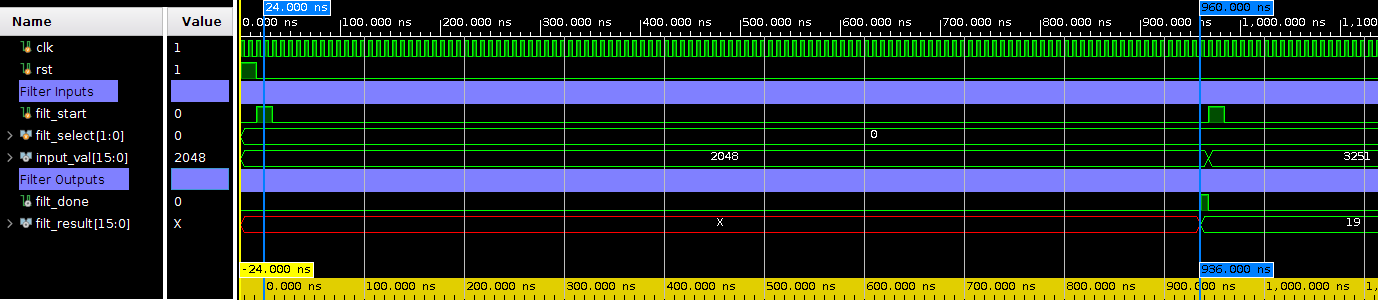 24.000 ns 960.000 ns
Name Value 0.000 ns 100.000 ns 200.000 ns 300.000 ns 400.000 ns 500.000 ns 600.000 ns 700.000 ns 800.000 ns 900.000 ns 1,000.000 ns 1,100
clk 1
rst 1
Filter Inputs
filt_start 0
filt_select[1:0] 0 0
input_val[15:0] 2048 2048 3251
Filter Outputs
filt_done 0
filt_result[15:0] X X 19
-24.000 ns 936.000 ns
0.000 ns 100.000 ns 200.000 ns 300.000 ns 400.000 ns 500.000 ns 600.000 ns 700.000 ns 800.000 ns 900.000 ns 1,000.000 ns 1,